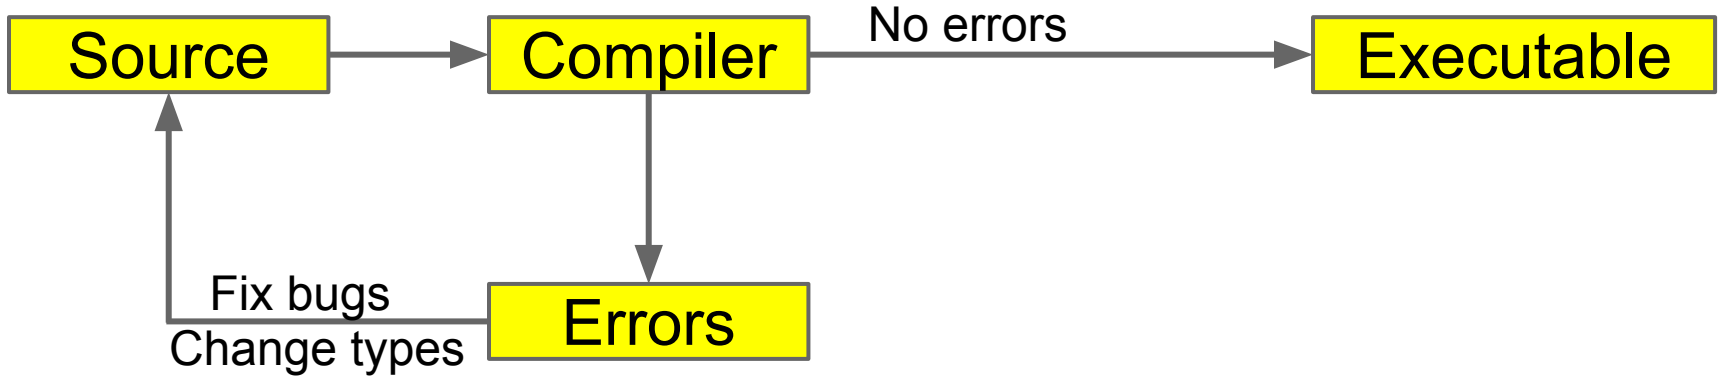 Source
Compiler
No errors
Executable
Fix bugs
Change types
Errors